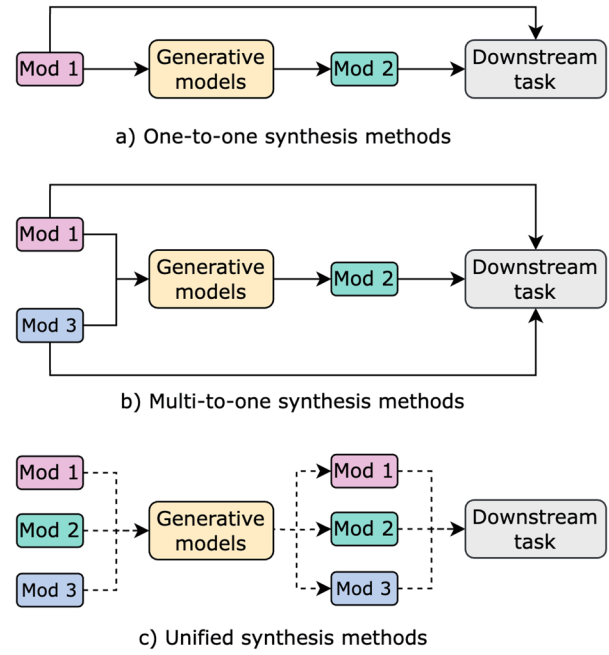 Mod 1
Generative
models
Mod 2
Downstream
task
a) One-to-one synthesis methods
Mod 1
Mod 3
Generative
models
Mod 2
Downstream
task
b) Multi-to-one synthesis methods
Mod 1
Mod 2
Mod 3
Generative
models
Mod 1
Mod 2
Mod 3
Downstream
task
c) Unified synthesis methods